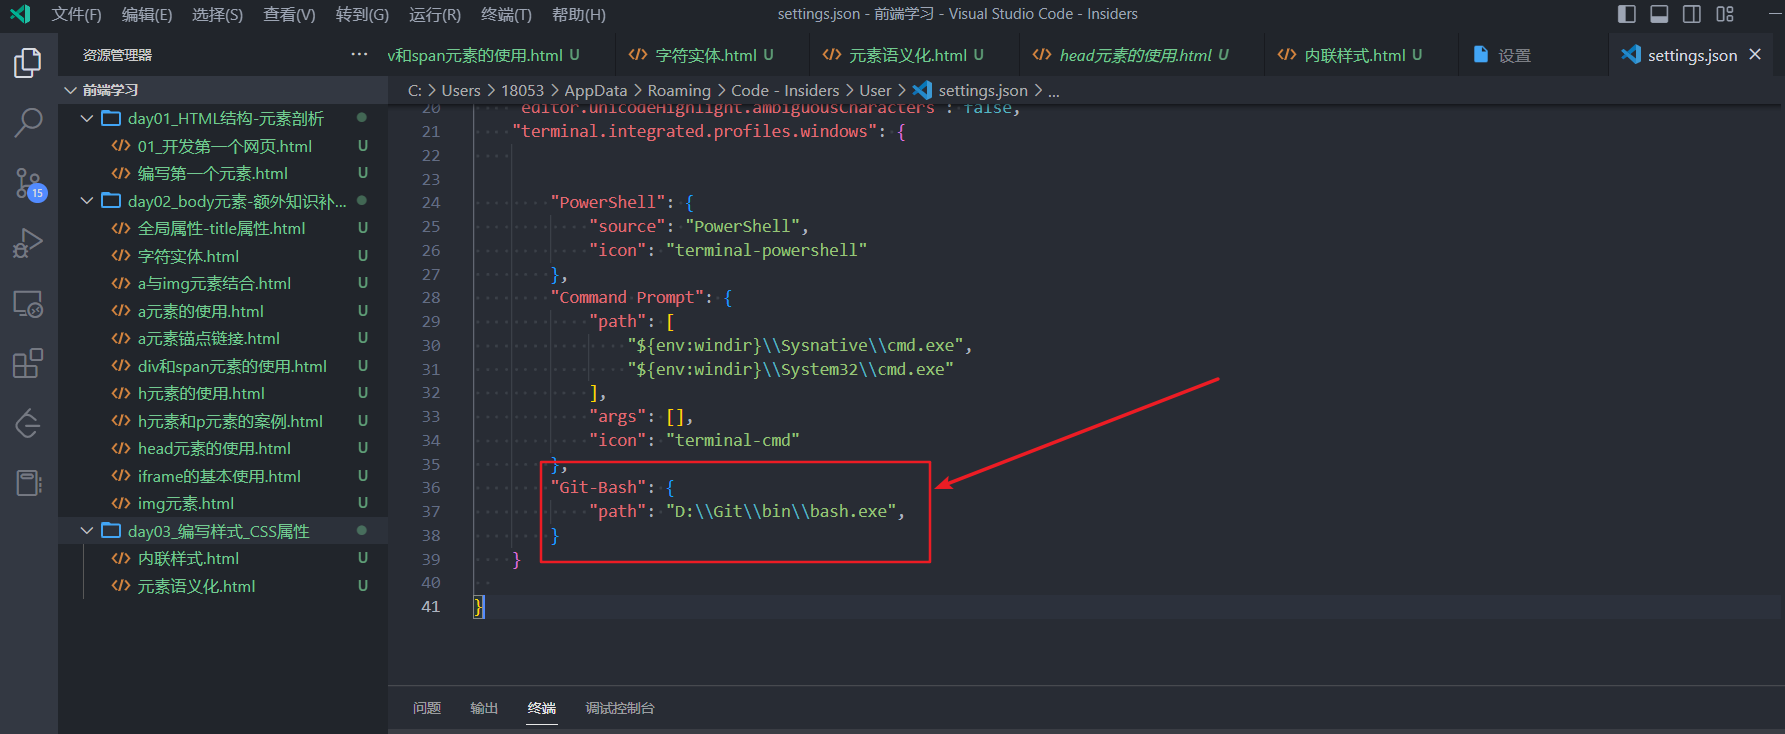 文件(F) 编辑(E) 选择(S) 查看(V) 转到(G) 运行(R) 终端(T) 帮助(H) settings.json - 前端学习 - Visual Studio Code - Insiders
资源管理器 ···
v和span元素的使用.html U 字符实体.html U 元素语义化.html U head元素的使用.html U 内联样式.html U 设置 settings.json
C: > Users > 18053 > AppData > Roaming > Code - Insiders > User > settings.json > ...
前端学习
day01_HTML结构-元素剖析
01_开发第一个网页.html U
编写第一个元素.html U
day02_body元素-额外知识补...
全局属性-title属性.html U
字符实体.html U
a与img元素结合.html U
a元素的使用.html U
a元素锚点链接.html U
div和span元素的使用.html U
h元素的使用.html U
h元素和p元素的案例.html U
head元素的使用.html U
iframe的基本使用.html U
img元素.html U
day03_编写样式_CSS属性
内联样式.html U
元素语义化.html U
15
20 editor.unicodeHighlight.ambiguousCharacters": false,
21 "terminal.integrated.profiles.windows": {
22
23
24 "PowerShell": {
25 "source": "PowerShell",
26 "icon": "terminal-powershell"
27 },
28 "Command Prompt": {
29 "path": [
30 "${env:windir}\\Sysnative\\cmd.exe",
31 "${env:windir}\\System32\\cmd.exe"
32 ],
33 "args": [],
34 "icon": "terminal-cmd"
35 },
36 "Git-Bash": {
37 "path": "D:\\Git\\bin\\bash.exe",
38 }
39 }
40
41 }
问题 输出 终端 调试控制台